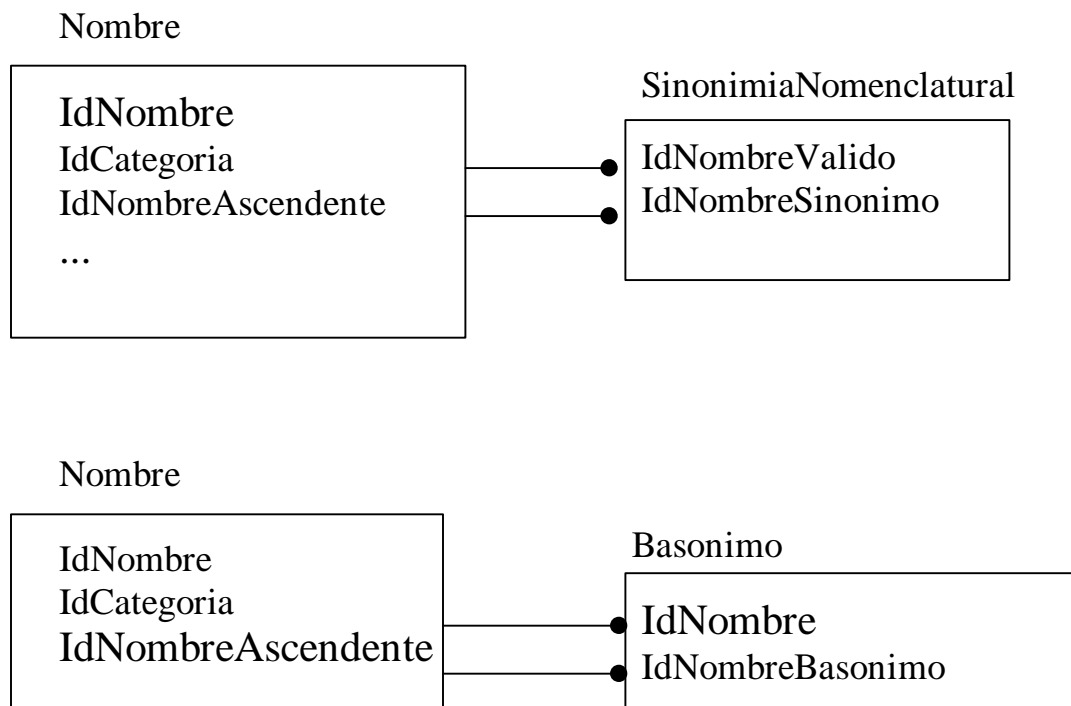 Nombre
IdNombre
IdCategoria
IdNombreAscendente
...
SinonimiaNomenclatural
IdNombreValido
IdNombreSinonimo
Nombre
IdNombre
IdCategoria
IdNombreAscendente
Basonimo
IdNombre
IdNombreBasonimo